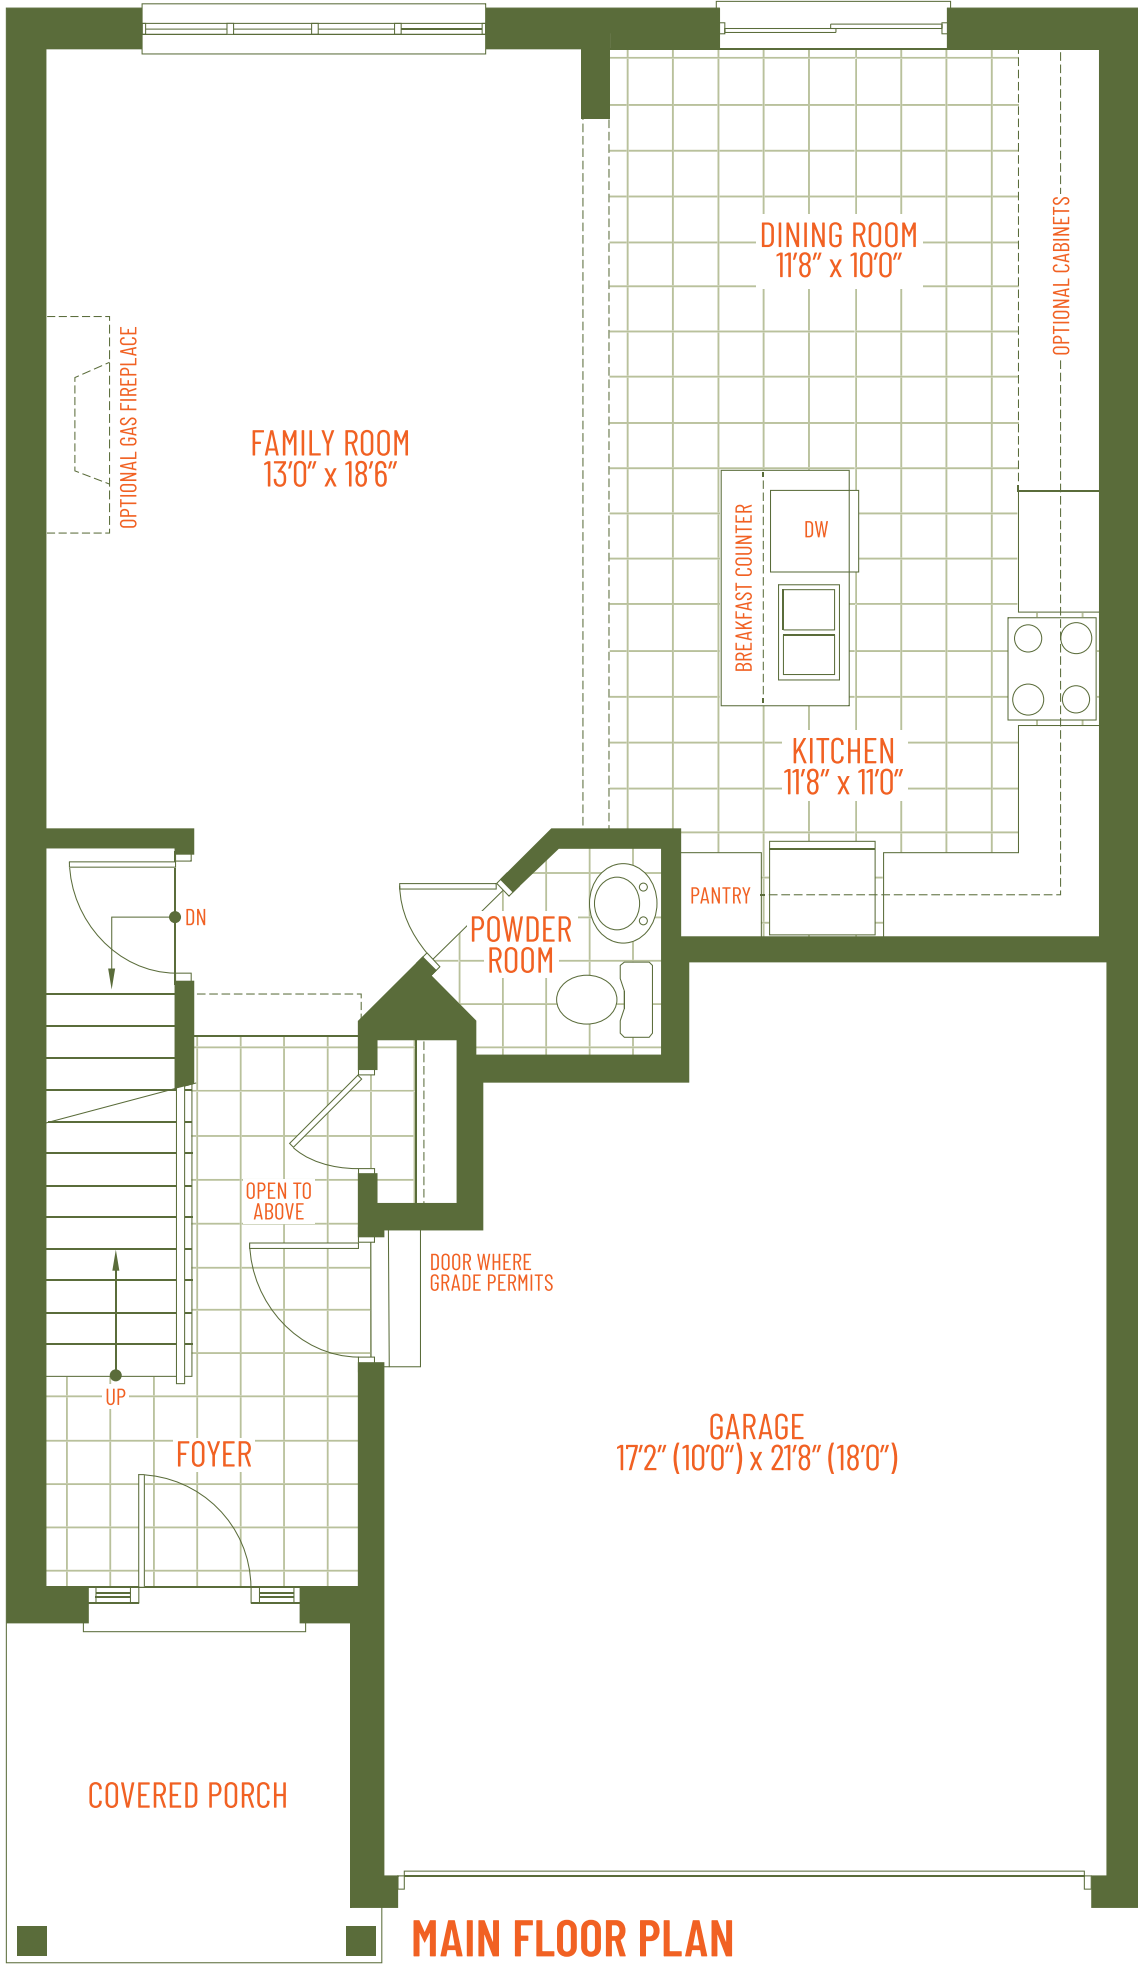 DINING ROOM
11'8" x 10'0"
OPTIONAL CABINETS
OPTIONAL GAS FIREPLACE
FAMILY ROOM
13'0" x 18'6"
BREAKFAST COUNTER
DW
KITCHEN
11'8" x 11'0"
PANTRY
DN
POWDER
ROOM
OPEN TO
ABOVE
DOOR WHERE
GRADE PERMITS
UP
FOYER
GARAGE
17'2" (10'0") x 21'8" (18'0")
COVERED PORCH
MAIN FLOOR PLAN